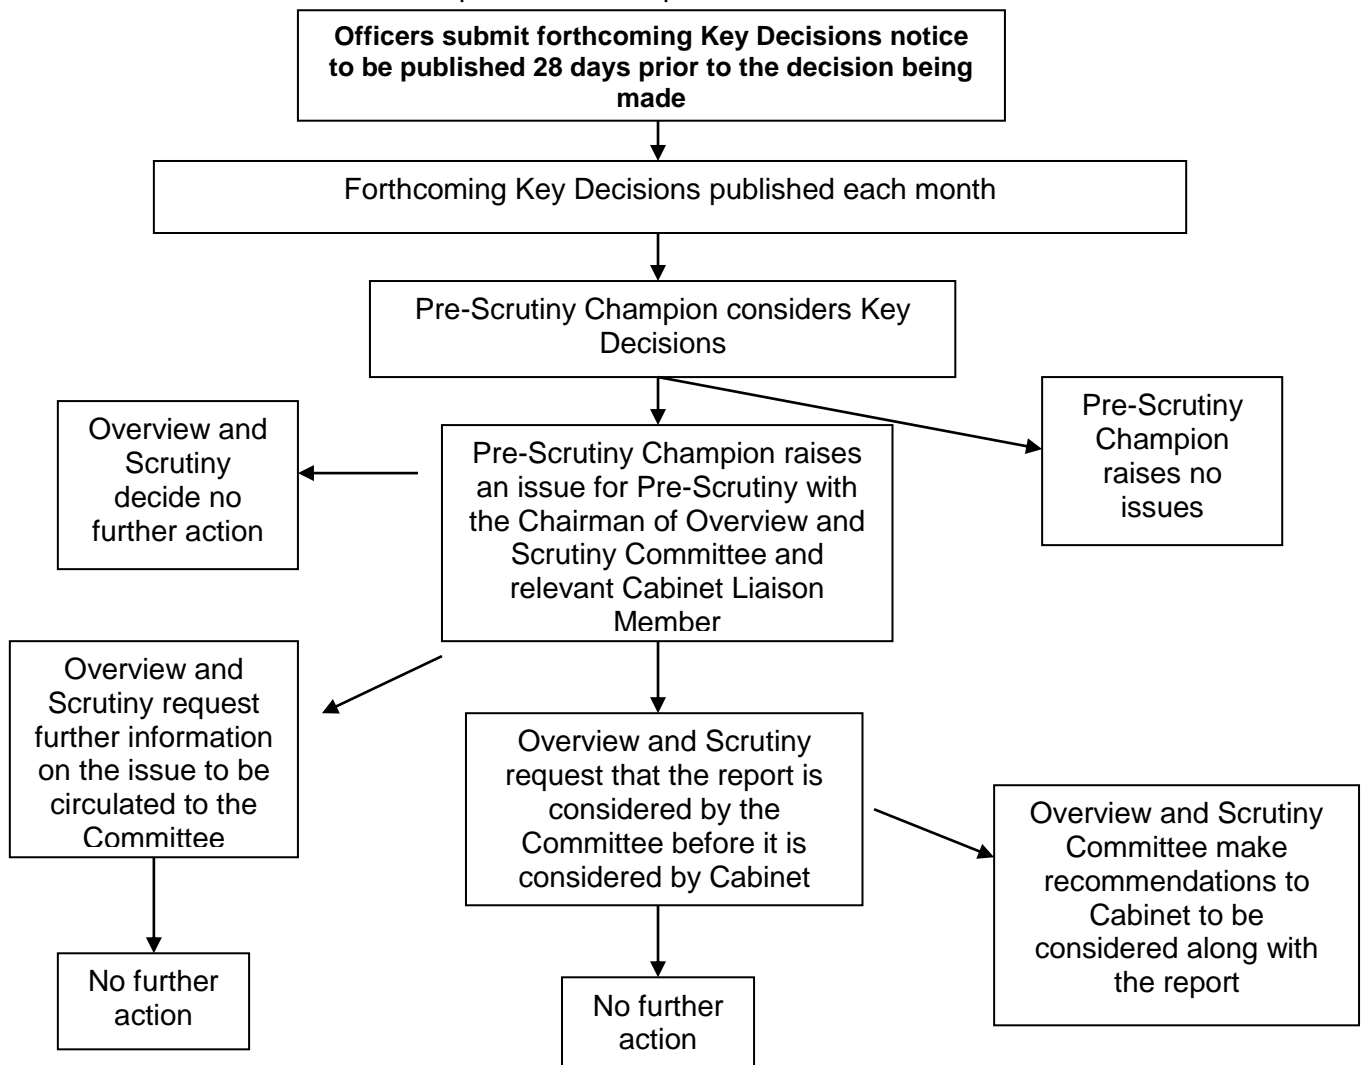 Officers submit forthcoming Key Decisions notice
to be published 28 days prior to the decision being
made
Forthcoming Key Decisions published each month
Pre-Scrutiny Champion considers Key
Decisions
Overview and
Scrutiny
decide no
further action
Pre-Scrutiny Champion raises
an issue for Pre-Scrutiny with
the Chairman of Overview and
Scrutiny Committee and
relevant Cabinet Liaison
Member
Pre-Scrutiny
Champion
raises no
issues
Overview and
Scrutiny request
further information
on the issue to be
circulated to the
Committee
Overview and Scrutiny
request that the report is
considered by the
Committee before it is
considered by Cabinet
Overview and Scrutiny
Committee make
recommendations to
Cabinet to be
considered along with
the report
No further
action
No further
action